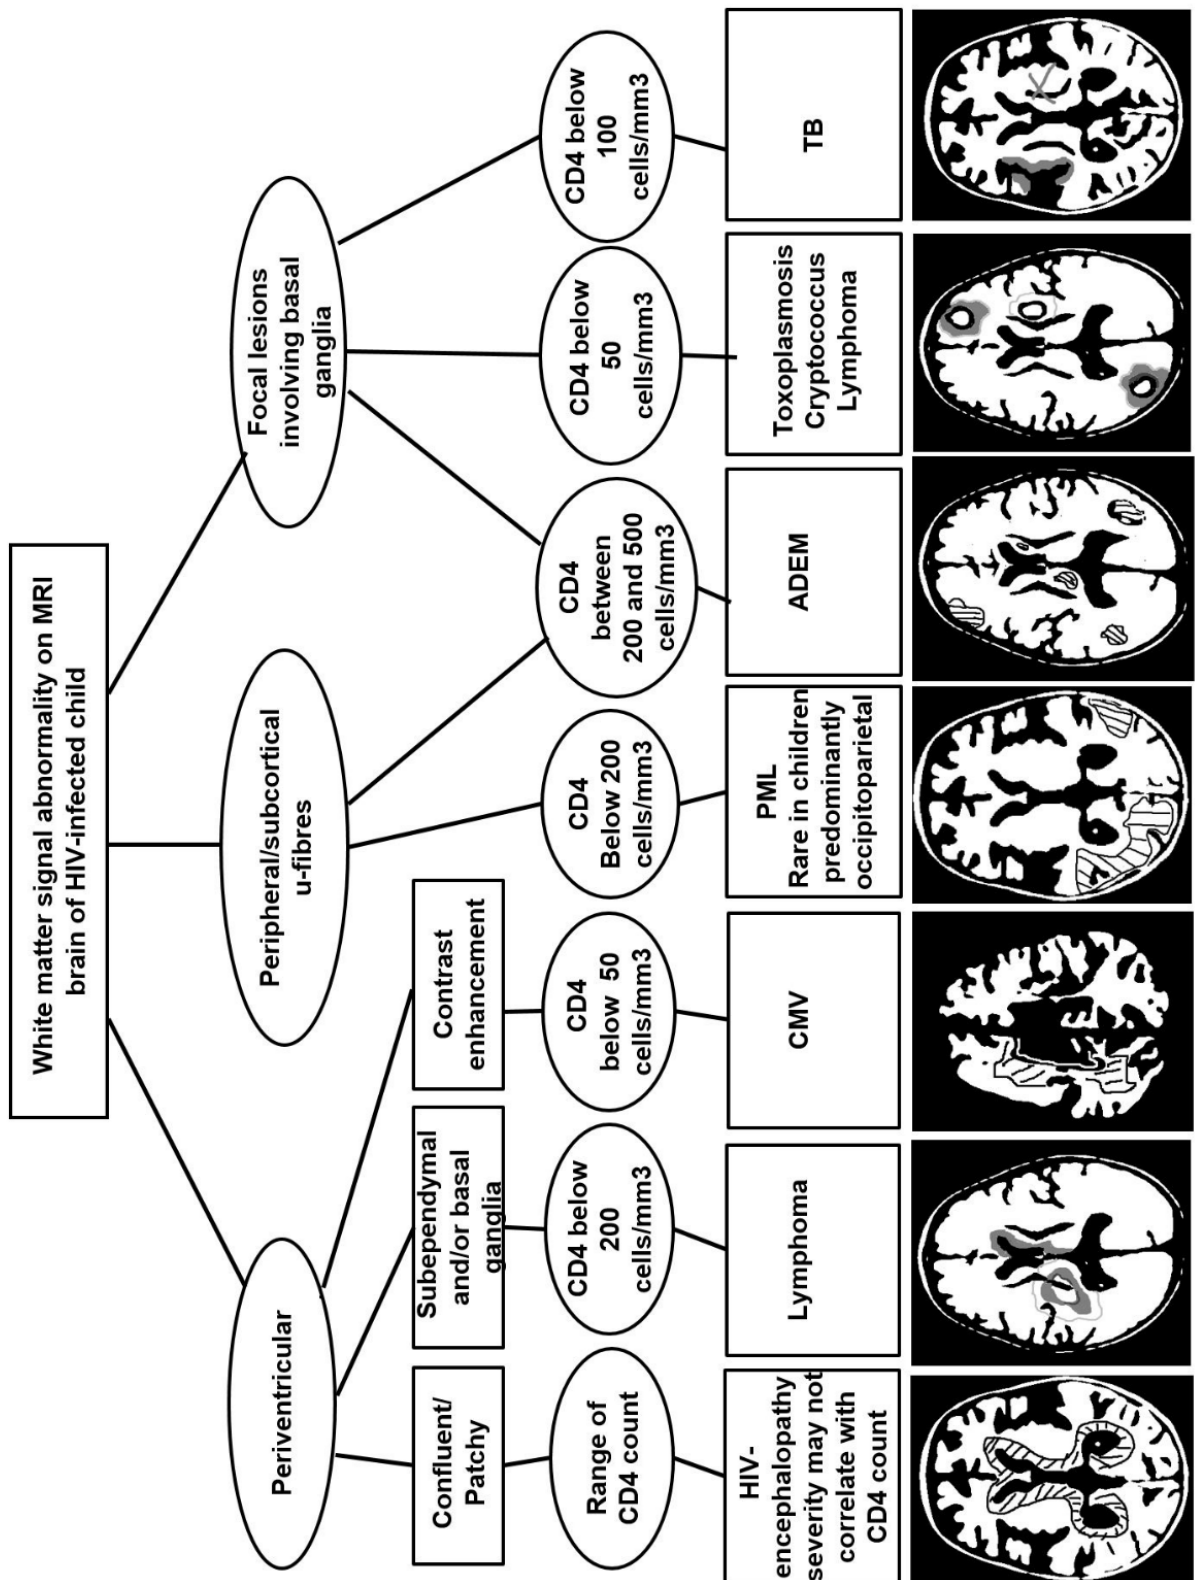 White matter signal abnormality on MRI
brain of HIV-infected child
Periventricular
Peripheral/subcortical
u-fibres
Focal lesions
involving basal
ganglia
Confluent/
Patchy
Subependymal
and/or basal
ganglia
Contrast
enhancement
Range of
CD4 count
CD4 below
200
cells/mm3
CD4
below 50
cells/mm3
CD4
Below 200
cells/mm3
CD4
between
200 and 500
cells/mm3
CD4 below
50
cells/mm3
CD4 below
100
cells/mm3
HIV-
encephalopathy
severity may not
correlate with
CD4 count
Lymphoma
CMV
PML
Rare in children
predominantly
occipitoparietal
ADEM
Toxoplasmosis
Cryptococcus
Lymphoma
TB